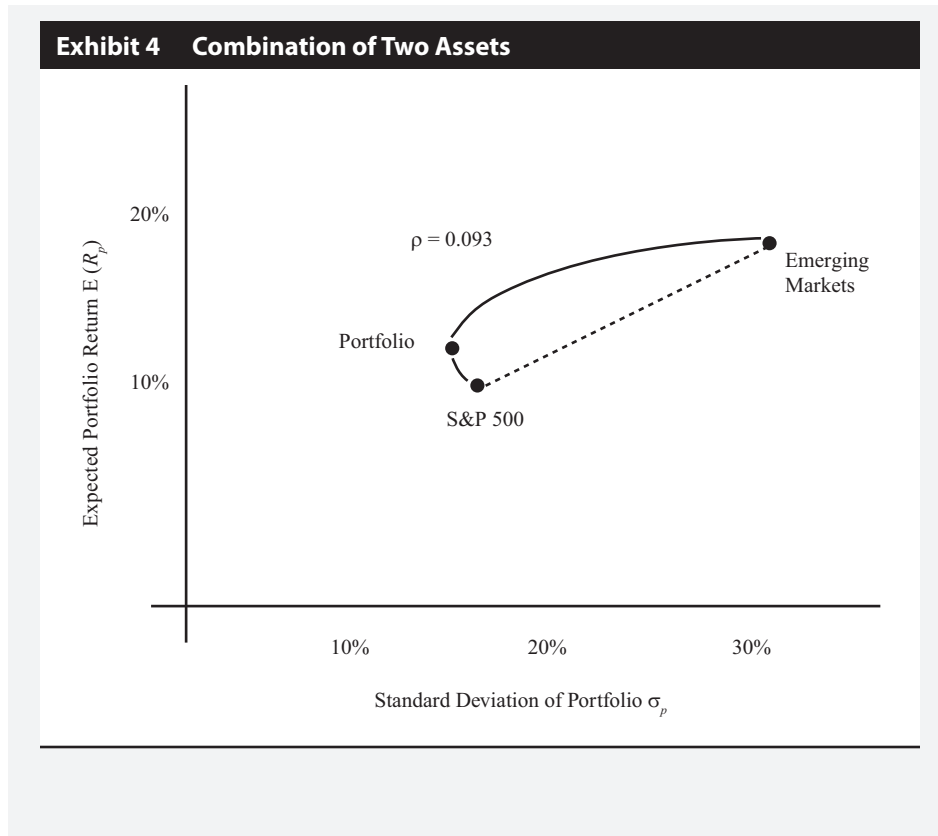 Exhibit 4 Combination of Two Assets
Expected Portfolio Return E (Rp)
20%
ρ = 0.093
Emerging
Markets
Portfolio
10%
S&P 500
10% 20% 30%
Standard Deviation of Portfolio σp